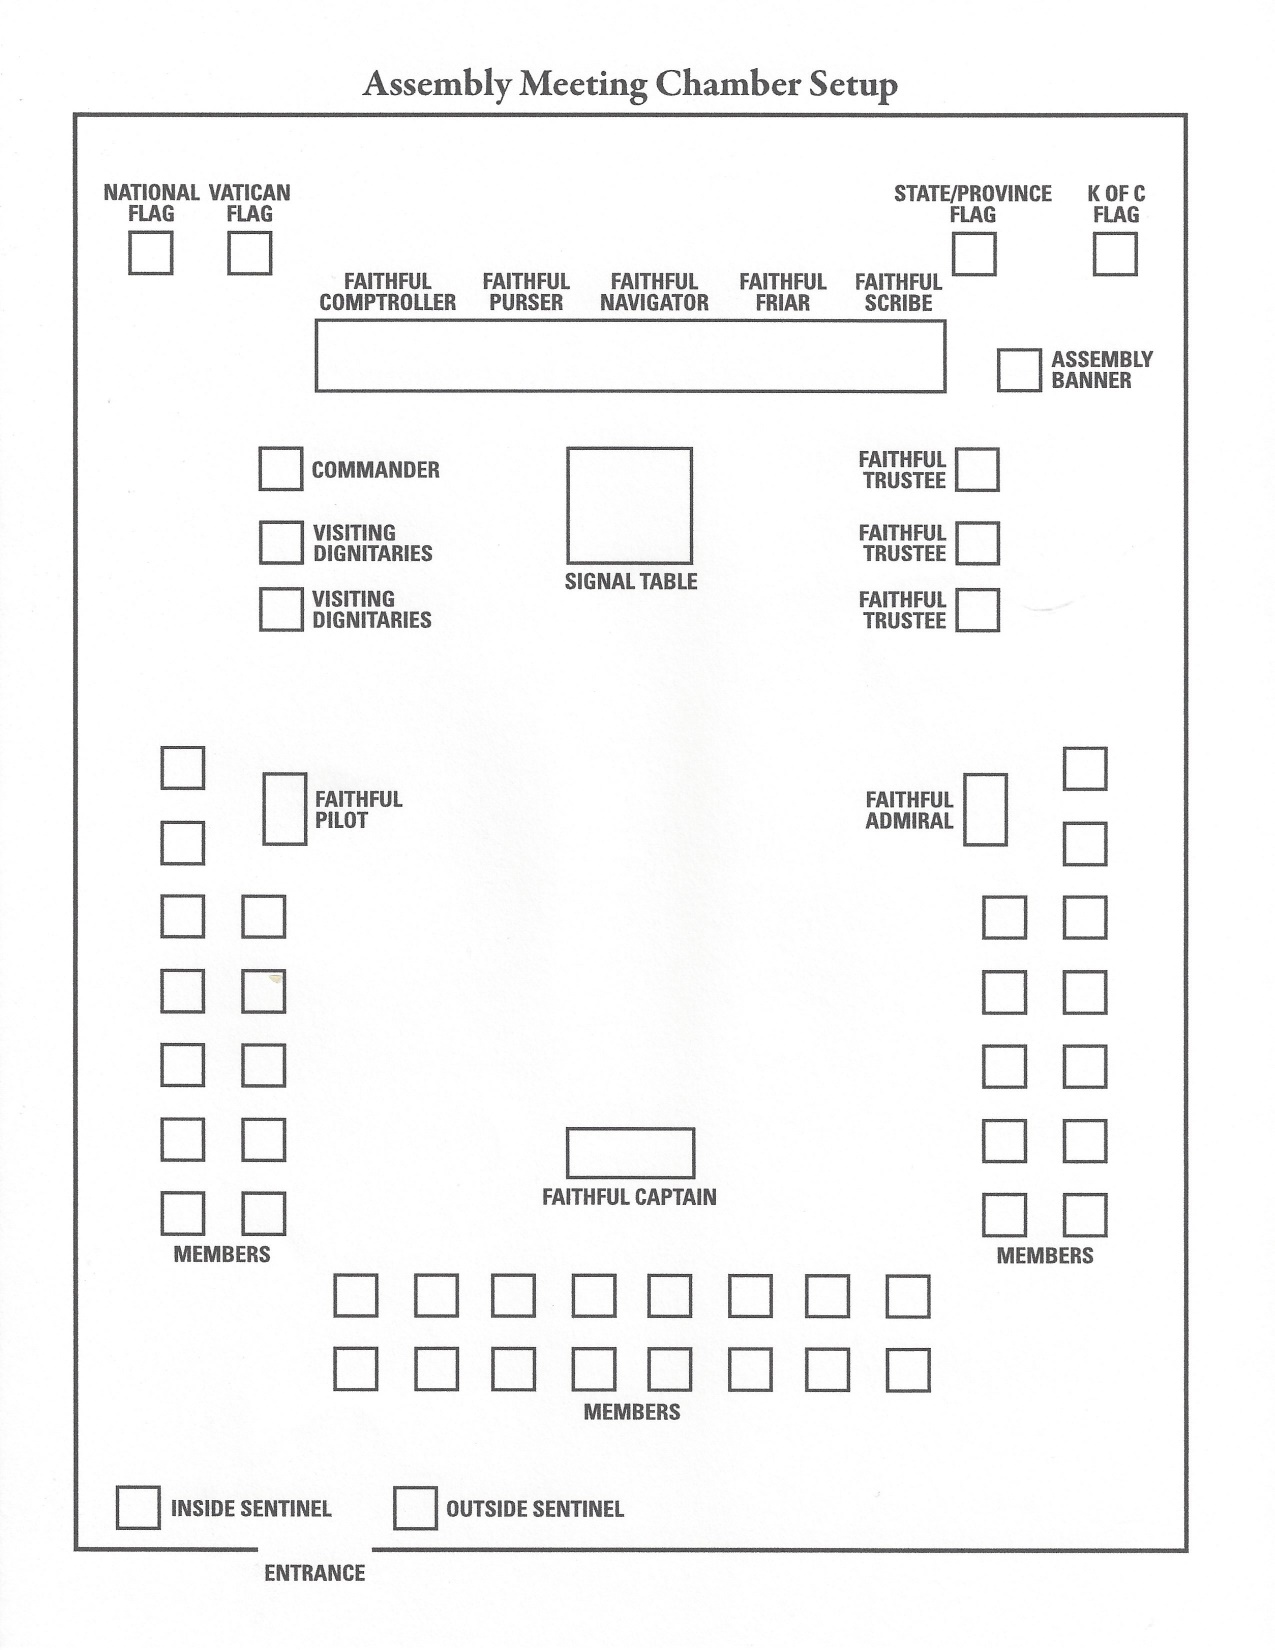 Assembly Meeting Chamber Setup
NATIONAL FLAG
VATICAN FLAG
STATE/PROVINCE FLAG
K OF C FLAG
FAITHFUL COMPTROLLER
FAITHFUL PURSER
FAITHFUL NAVIGATOR
FAITHFUL FRIAR
FAITHFUL SCRIBE
ASSEMBLY
BANNER
COMMANDER
FAITHFUL
TRUSTEE
VISITING
DIGNITARIES
FAITHFUL
TRUSTEE
SIGNAL TABLE
VISITING
DIGNITARIES
FAITHFUL
TRUSTEE
FAITHFUL
PILOT
FAITHFUL
ADMIRAL
FAITHFUL CAPTAIN
MEMBERS
MEMBERS
MEMBERS
INSIDE SENTINEL
OUTSIDE SENTINEL
ENTRANCE